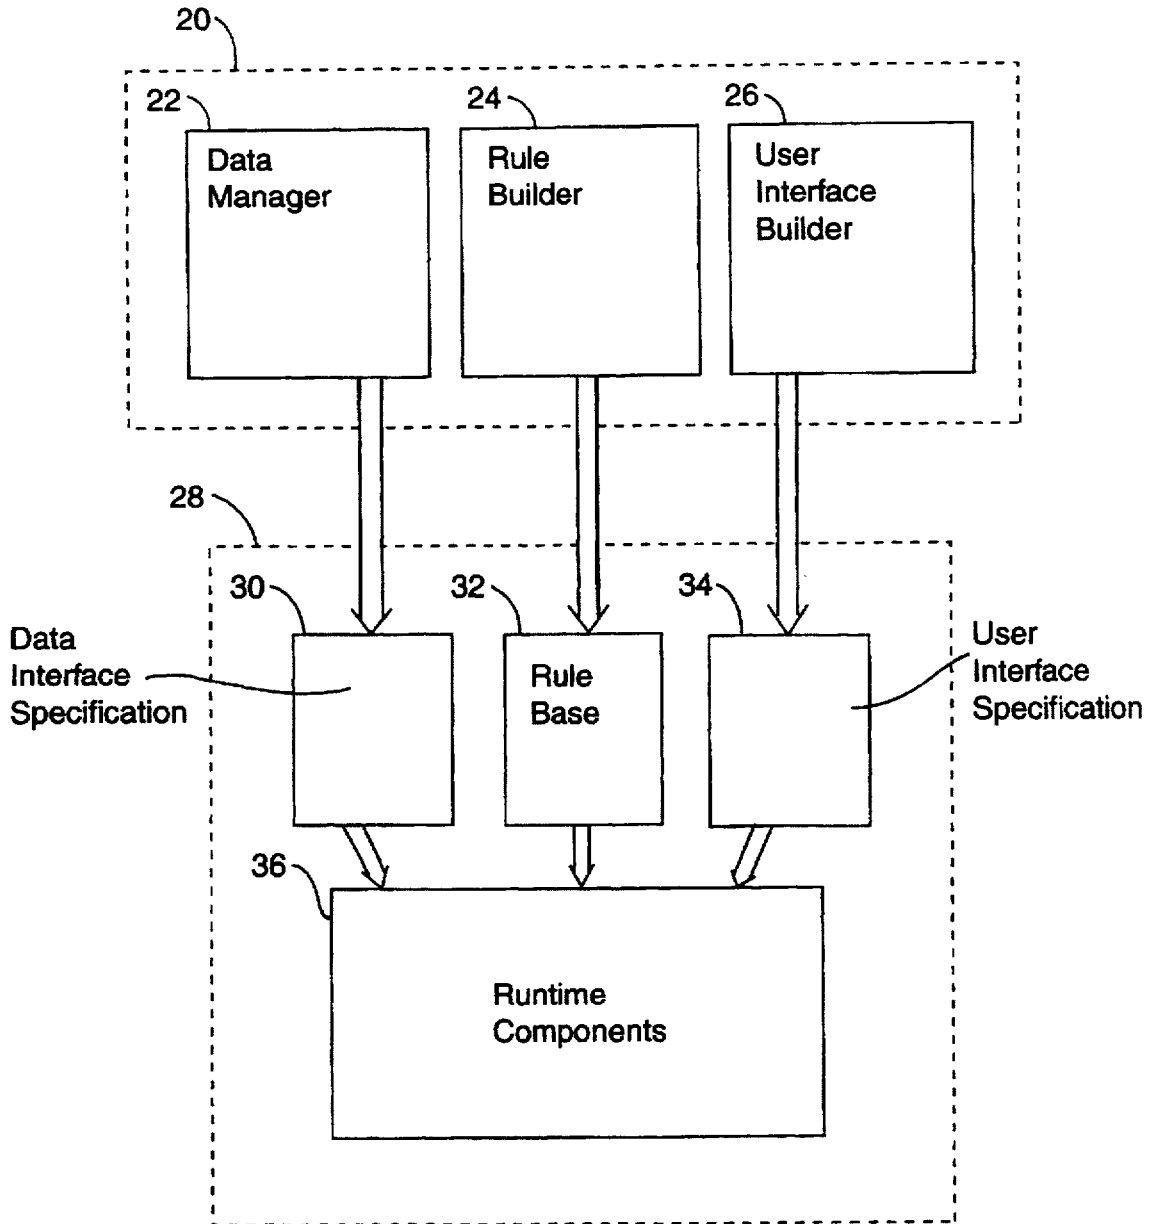 20
22
24
26
Data
Manager
Rule
Builder
User
Interface
Builder
28
30
32
34
Data
Interface
Specification
Rule
Base
User
Interface
Specification
36
Runtime
Components